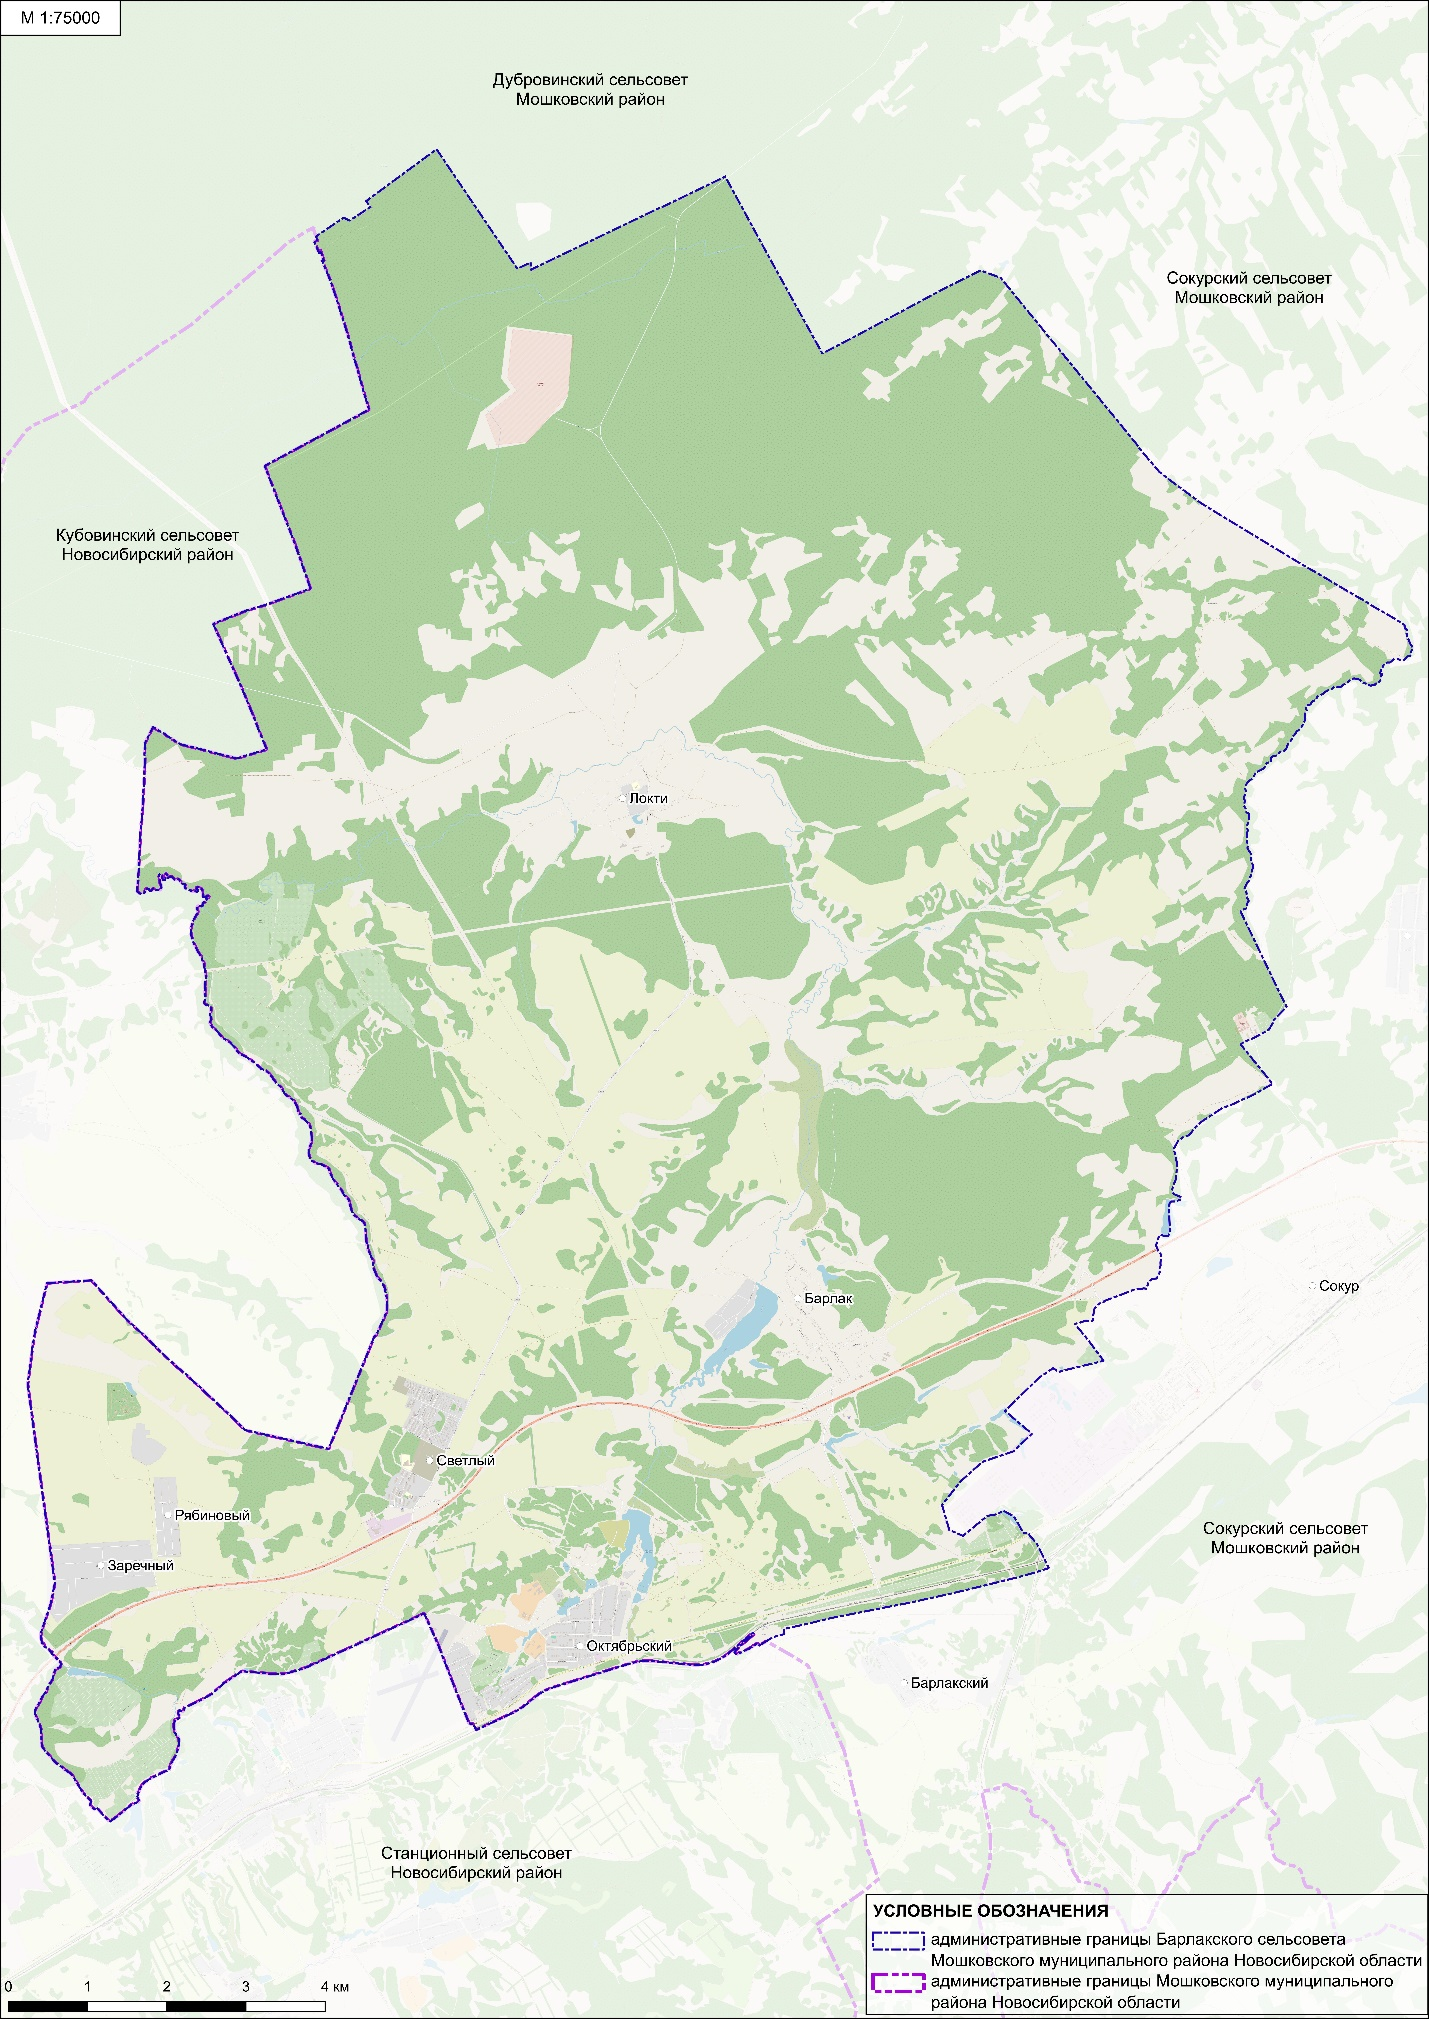 М 1:75000
Дубровинский сельсовет
Мошковский район
Сокурский сельсовет
Мошковский район
Кубовинский сельсовет
Новосибирский район
Локти
Барлак
Сокур
Светлый
Рябиновый
Заречный
Сокурский сельсовет
Мошковский район
Октябрьский
Барлакский
Станционный сельсовет
Новосибирский район
УСЛОВНЫЕ ОБОЗНАЧЕНИЯ
административные границы Барлакского сельсовета
Мошковского муниципального района Новосибирской области
административные границы Мошковского муниципального
района Новосибирской области
0 1 2 3 4 км